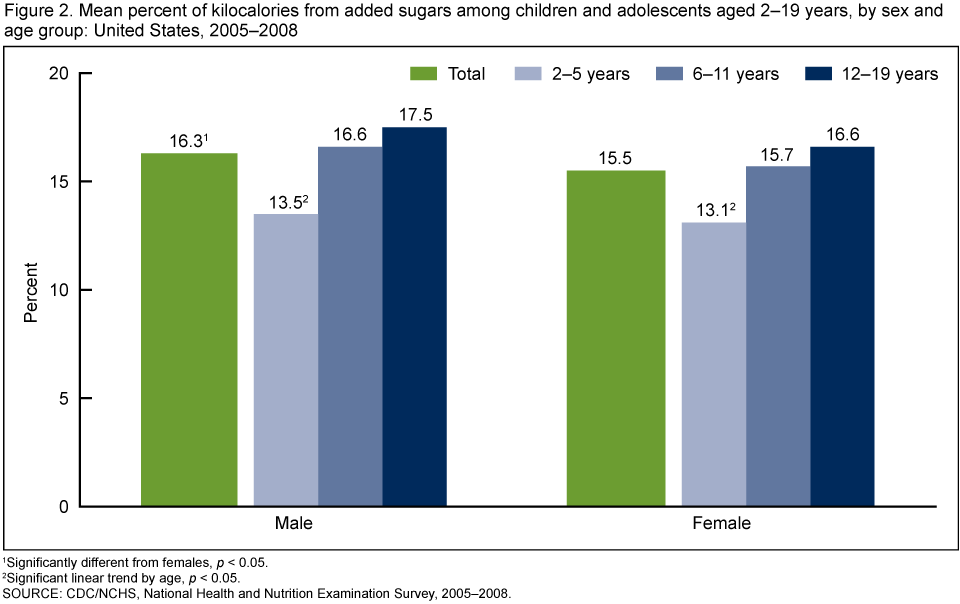 Figure 2. Mean percent of kilocalories from added sugars among children and adolescents aged 2–19 years, by sex and
age group: United States, 2005–2008
20
Total
2–5 years
6–11 years
12–19 years
17.5
16.3¹
16.6
16.6
15.5
15.7
15
13.5²
13.1²
Percent
10
5
0
Male
Female
¹Significantly different from females, p < 0.05.
²Significant linear trend by age, p < 0.05.
SOURCE: CDC/NCHS, National Health and Nutrition Examination Survey, 2005–2008.